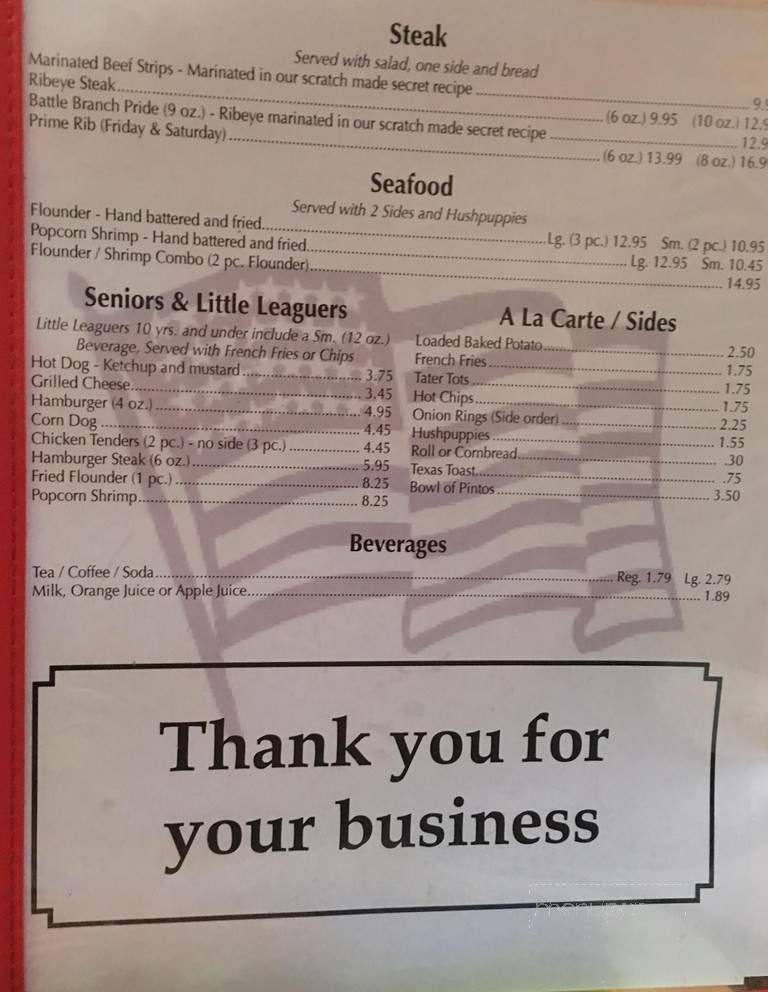 Steak
Served with salad, one side and bread
Marinated Beef Strips - Marinated in our scratch made secret recipe ........ 9.9
Ribeye Steak........ (6 oz.) 9.95 (10 oz.) 12.9
Battle Branch Pride (9 oz.) - Ribeye marinated in our scratch made secret recipe ........ 12.9
Prime Rib (Friday & Saturday) ........ (6 oz.) 13.99 (8 oz.) 16.9
Seafood
Served with 2 Sides and Hushpuppies
Flounder - Hand battered and fried........ Lg. (3 pc.) 12.95 Sm. (2 pc.) 10.95
Popcorn Shrimp - Hand battered and fried........ Lg. 12.95 Sm. 10.45
Flounder / Shrimp Combo (2 pc. Flounder)........ 14.95
Seniors & Little Leaguers
Little Leaguers 10 yrs. and under include a Sm. (12 oz.)
Beverage, Served with French Fries or Chips
Hot Dog - Ketchup and mustard ........ 3.75
Grilled Cheese........ 3.45
Hamburger (4 oz.) ........ 4.95
Corn Dog ........ 4.45
Chicken Tenders (2 pc.) - no side (3 pc.) ........ 4.45
Hamburger Steak (6 oz.)........ 5.95
Fried Flounder (1 pc.) ........ 8.25
Popcorn Shrimp........ 8.25
A La Carte / Sides
Loaded Baked Potato........ 2.50
French Fries........ 1.75
Tater Tots ........ 1.75
Hot Chips........ 1.75
Onion Rings (Side order) ........ 2.25
Hushpuppies ........ 1.55
Roll or Cornbread........ .30
Texas Toast........ .75
Bowl of Pintos ........ 3.50
Beverages
Tea / Coffee / Soda........ Reg. 1.79 Lg. 2.79
Milk, Orange Juice or Apple Juice........ 1.89
Thank you for
your business